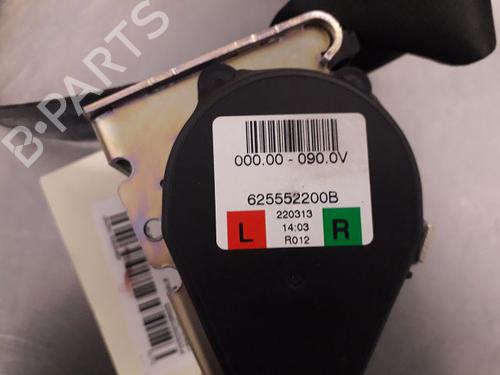 B-PARTS
000.00 - 090.0V
625552200B
220313
14:03
R012
L
R